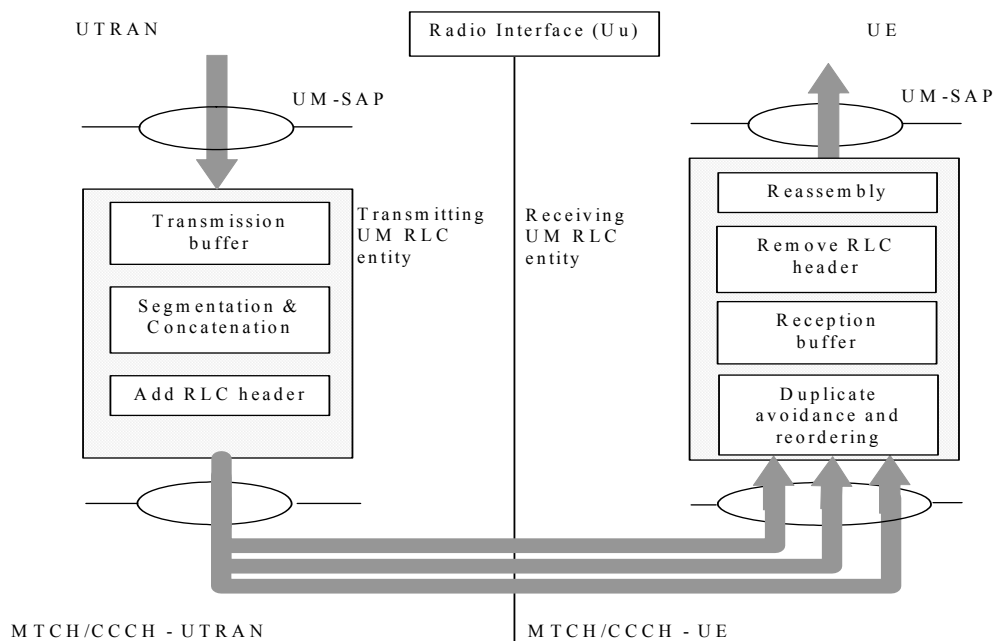 UTRAN
Radio Interface (Uu)
UE
UM-SAP
UM-SAP
Transmission
buffer
Segmentation &
Concatenation
Add RLC header
Transmitting
UM RLC
entity
Receiving
UM RLC
entity
Reassembly
Remove RLC
header
Reception
buffer
Duplicate
avoidance and
reordering
MTCH/CCCH - UTRAN
MTCH/CCCH - UE